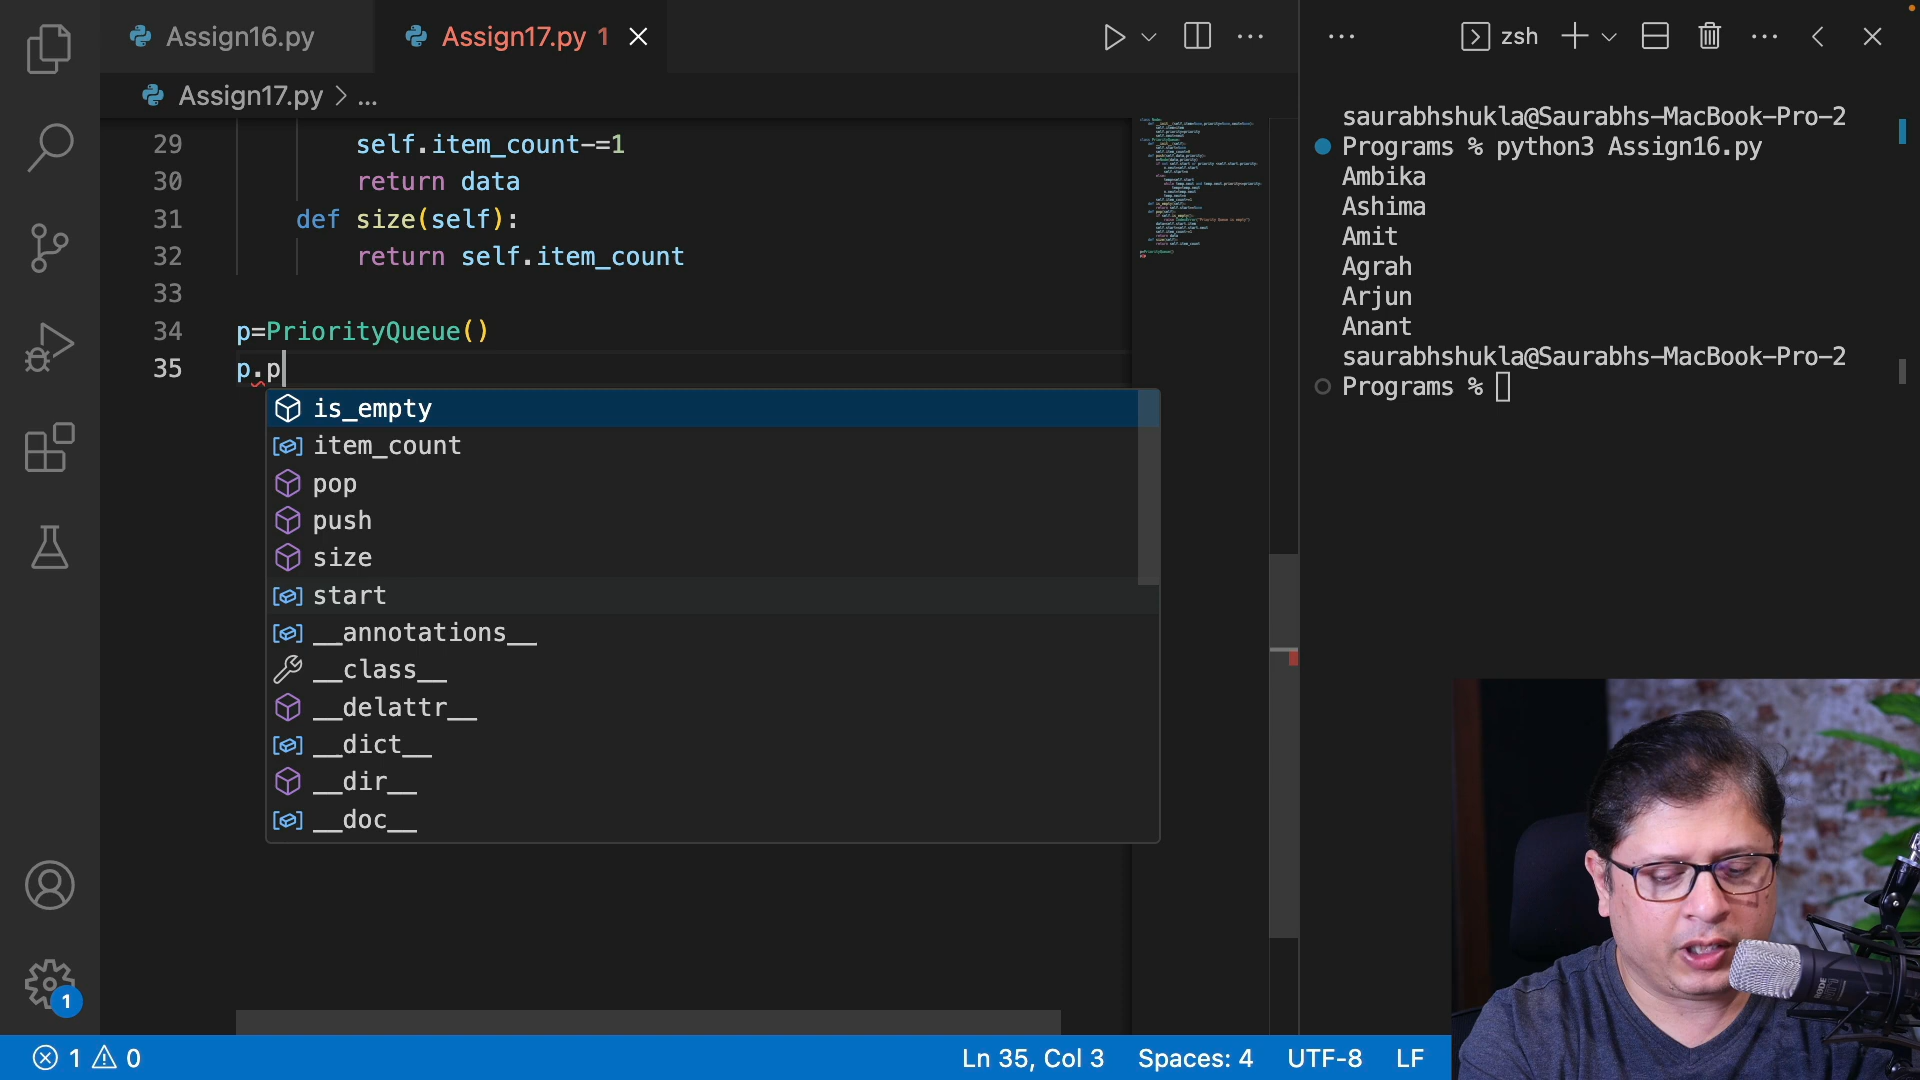 Assign16.py
Assign17.py 1
zsh
Assign17.py > ...
29 self.item_count-=1
30 return data
31 def size(self):
32 return self.item_count
33
34 p=PriorityQueue()
35 p.p
is_empty
item_count
pop
push
size
start
__annotations__
__class__
__delattr__
__dict__
__dir__
__doc__
saurabhshukla@Saurabhs-MacBook-Pro-2
Programs % python3 Assign16.py
Ambika
Ashima
Amit
Agrah
Arjun
Anant
saurabhshukla@Saurabhs-MacBook-Pro-2
Programs %
1
1 0
Ln 35, Col 3 Spaces: 4 UTF-8 LF
RODE